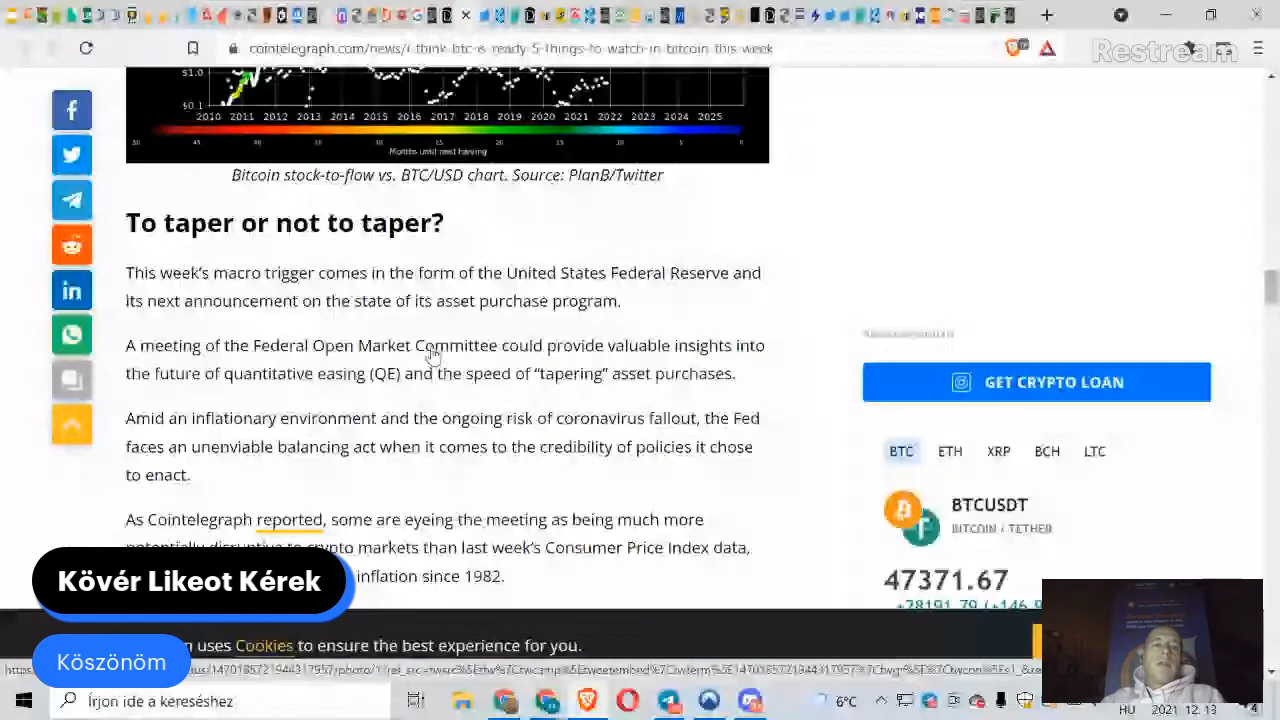 cointelegraph.com/news/i-think-btc-is-ready-5-things-to-watch-in-bitcoin-this-week
Restream
$1.0
$0.1
2010 2011 2012 2013 2014 2015 2016 2017 2018 2019 2020 2021 2022 2023 2024 2025
Months until next halving
Bitcoin stock-to-flow vs. BTC/USD chart. Source: PlanB/Twitter
To taper or not to taper?
This week's macro trigger comes in the form of the United States Federal Reserve and
its next announcement on the state of its asset purchase program.
A meeting of the Federal Open Market Committee could provide valuable insights into
the future of quantitative easing (QE) and the speed of “tapering” asset purchases.
Amid an inflationary environment and the ongoing risk of coronavirus fallout, the Fed
faces an unenviable balancing act when it comes to the credibility of policies it chose
to enact.
As Cointelegraph reported, some are eyeing the meeting as being much more
potentially disruptive to crypto markets than last week's Consumer Price Index data,
inflation since 1982.
GET CRYPTO LOAN
BTC ETH XRP BCH LTC
BTCUSDT
BITCOIN / TETHER
47371.67
Kövér Likeot Kérek
Köszönöm
uses Cookies to ensure the best experience for you.
Írjon ide a kereséshez
6°C
HU 2021. 12. 13